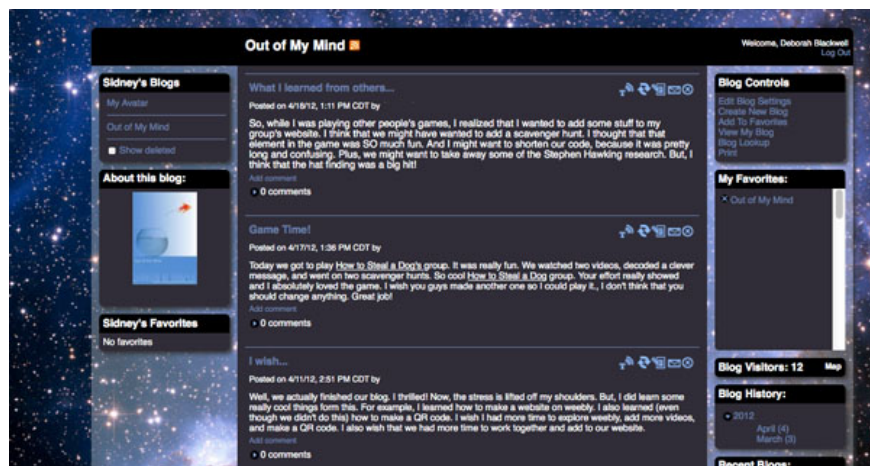 Out of My Mind
Welcome, Deborah Blackwell
Log Out
Sidney's Blogs
My Avatar
Out of My Mind
Show deleted
About this blog:
Sidney's Favorites
No favorites
What I learned from others...
Posted on 4/18/12, 1:11 PM CDT by
So, while I was playing other people's games, I realized that I wanted to add some stuff to my
group's website. I think that we might have wanted to add a scavenger hunt. I thought that that
element in the game was SO much fun. And I might want to shorten our code, because it was pretty
long and confusing. Plus, we might want to take away some of the Stephen Hawking research. But, I
think that the hat finding was a big hit!
Add comment
0 comments
Game Time!
Posted on 4/17/12, 1:36 PM CDT by
Today we got to play How to Steal a Dog's group. It was really fun. We watched two videos, decoded a clever
message, and went on two scavenger hunts. So cool How to Steal a Dog group. Your effort really showed
and I absolutely loved the game. I wish you guys made another one so I could play it., I don't think that you
should change anything. Great job!
Add comment
0 comments
I wish...
Posted on 4/11/12, 2:51 PM CDT by
Well, we actually finished our blog. I thrilled! Now, the stress is lifted off my shoulders. But, I did learn some
really cool things form this. For example, I learned how to make a website on weebly. I also learned (even
though we didn't do this) how to make a QR code. I wish I had more time to explore weebly, add more videos,
and make a QR code. I also wish that we had more time to work together and add to our website.
Add comment
0 comments
Blog Controls
Edit Blog Settings
Create New Blog
Add To Favorites
View My Blog
Blog Lookup
Print
My Favorites:
Out of My Mind
Blog Visitors: 12 Map
Blog History:
2012
April (4)
March (3)
Recent Blogs: